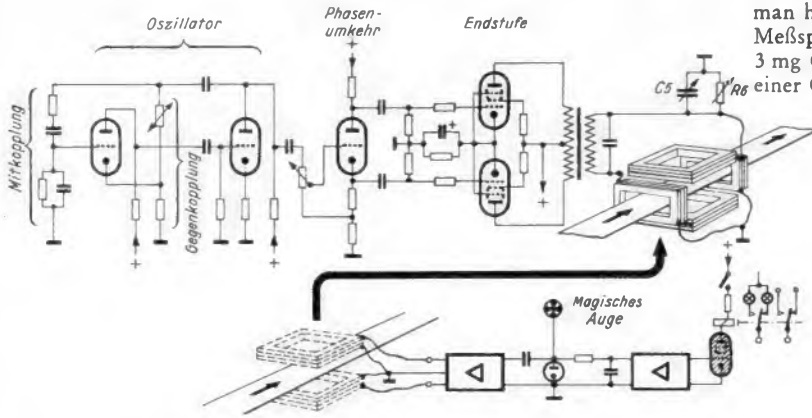 Oszillator
Phasen-
umkehr
Endstufe
man h
Meßsp
3 mg
einer
Mitkopplung
Gegenkopplung
C5
R6
+
+
+
+
+
+
+
Magisches
Auge